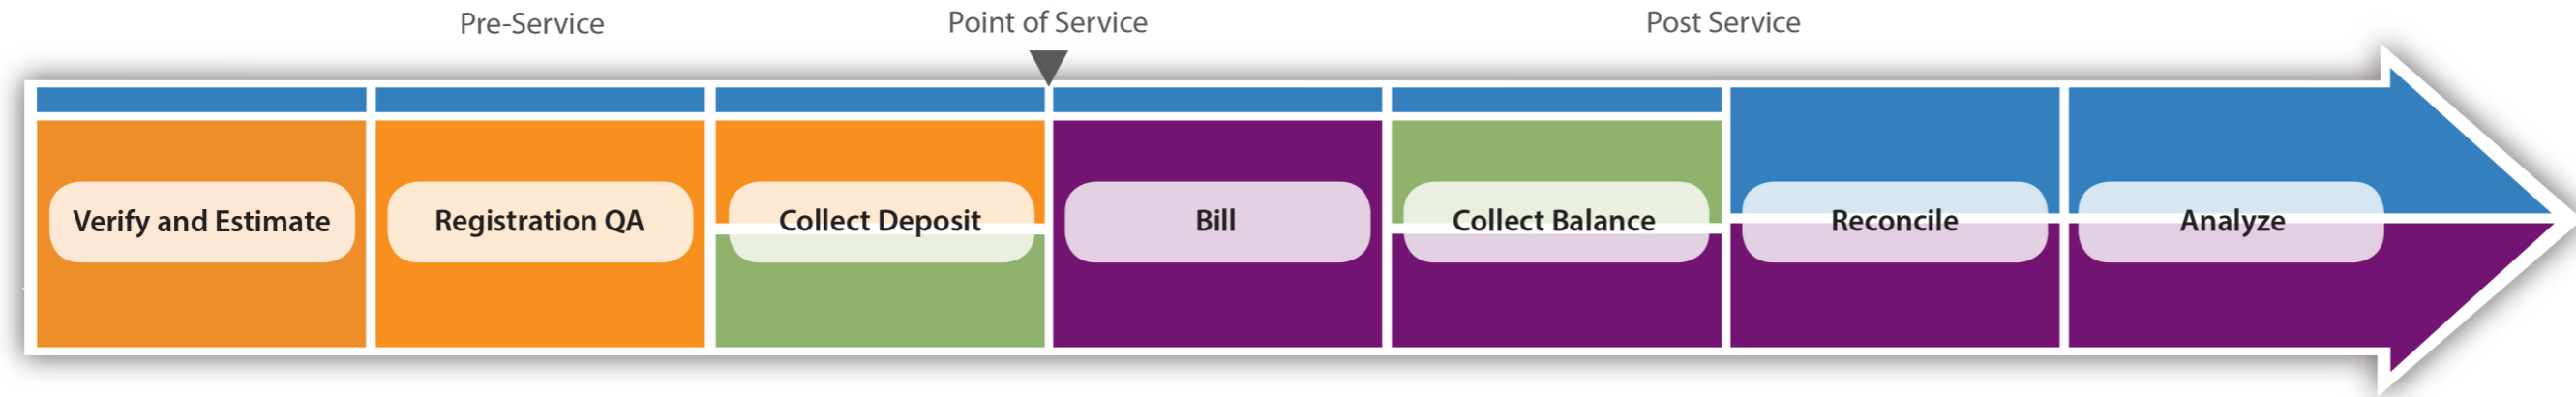 Pre-Service
Point of Service
Post Service
Verify and Estimate
Registration QA
Collect Deposit
Bill
Collect Balance
Reconcile
Analyze